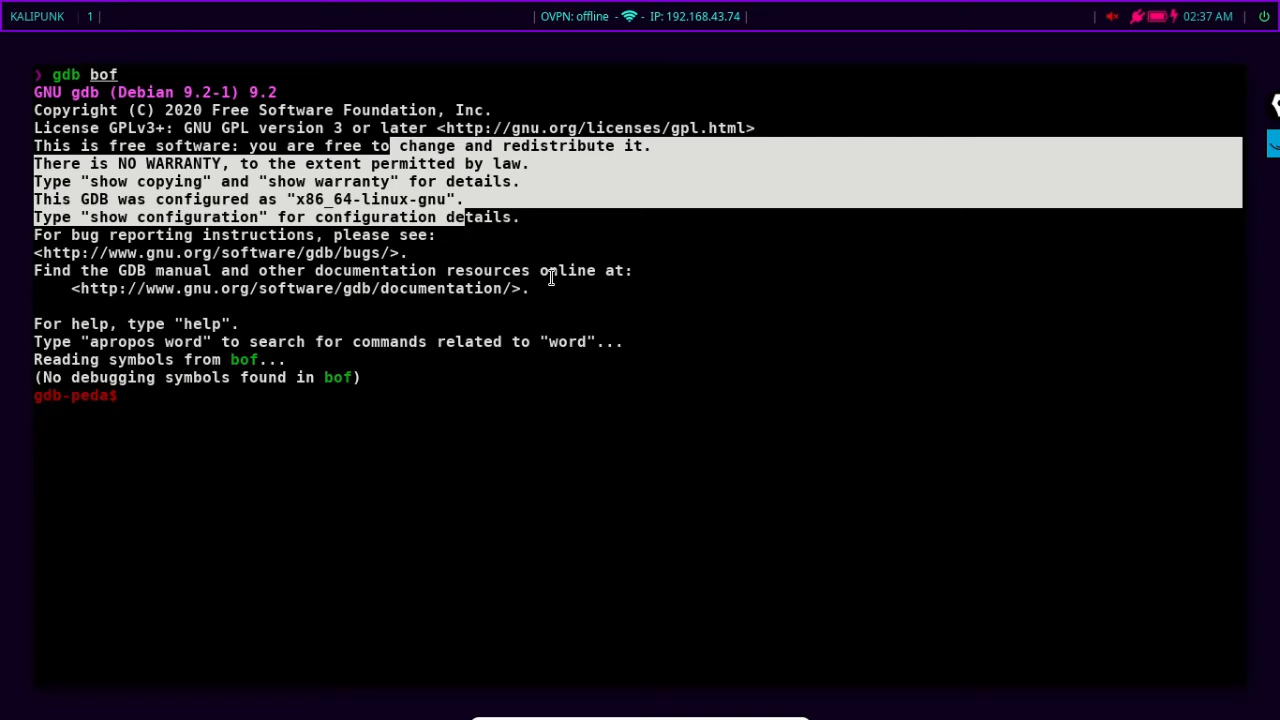 KALIPUNK | 1 | | OVPN: offline - - IP: 192.168.43.74 | | 02:37 AM |
❯ gdb bof
GNU gdb (Debian 9.2-1) 9.2
Copyright (C) 2020 Free Software Foundation, Inc.
License GPLv3+: GNU GPL version 3 or later <http://gnu.org/licenses/gpl.html>
This is free software: you are free to change and redistribute it.
There is NO WARRANTY, to the extent permitted by law.
Type "show copying" and "show warranty" for details.
This GDB was configured as "x86_64-linux-gnu".
Type "show configuration" for configuration details.
For bug reporting instructions, please see:
<http://www.gnu.org/software/gdb/bugs/>.
Find the GDB manual and other documentation resources online at:
    <http://www.gnu.org/software/gdb/documentation/>.
For help, type "help".
Type "apropos word" to search for commands related to "word"...
Reading symbols from bof...
(No debugging symbols found in bof)
gdb-peda$